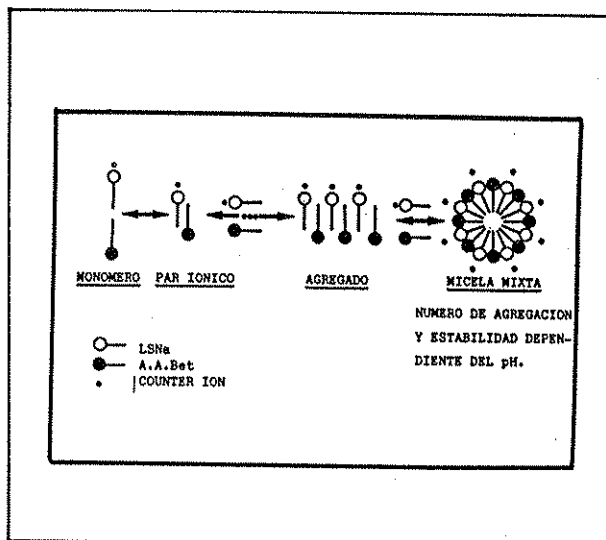 MONOMERO PAR IONICO AGREGADO MICELA MIXTA
NUMERO DE AGREGACION
Y ESTABILIDAD DEPEN-
DIENTE DEL pH.
LSNa
A.A.Bet
COUNTER ION